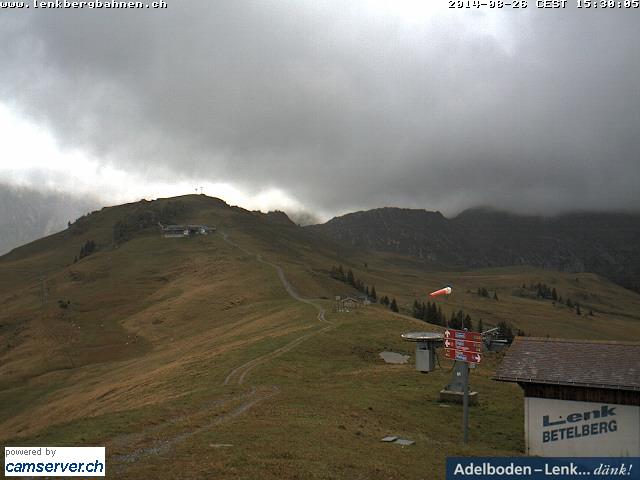 www.lenkbergbahnen.ch
2014-08-26 CEST 15:30:05
Lenk
BETELBERG
powered by
camserver.ch
Adelboden – Lenk... dänk!